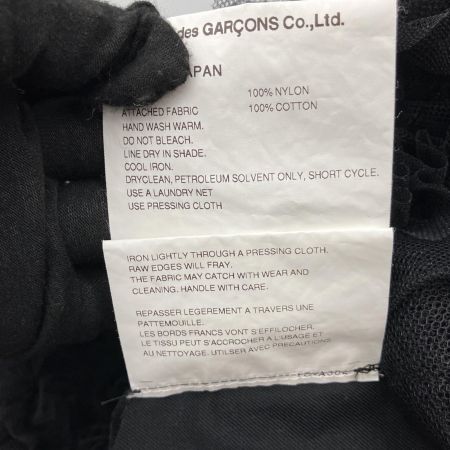 des GARÇONS Co.,Ltd.
JAPAN
100% NYLON
ATTACHED FABRIC 100% COTTON
HAND WASH WARM.
DO NOT BLEACH.
LINE DRY IN SHADE.
COOL IRON.
DRYCLEAN, PETROLEUM SOLVENT ONLY, SHORT CYCLE.
USE A LAUNDRY NET
USE PRESSING CLOTH
IRON LIGHTLY THROUGH A PRESSING CLOTH.
RAW EDGES WILL FRAY.
THE FABRIC MAY CATCH WITH WEAR AND
CLEANING. HANDLE WITH CARE.
REPASSER LEGEREMENT A TRAVERS UNE
PATTEMOUILLE.
LES BORDS FRANCS VONT S'EFFILOCHER.
LE TISSU PEUT S'ACCROCHER A L'USAGE ET
AU NETTOYAGE. UTILSER AVEC PRECAUTIONS